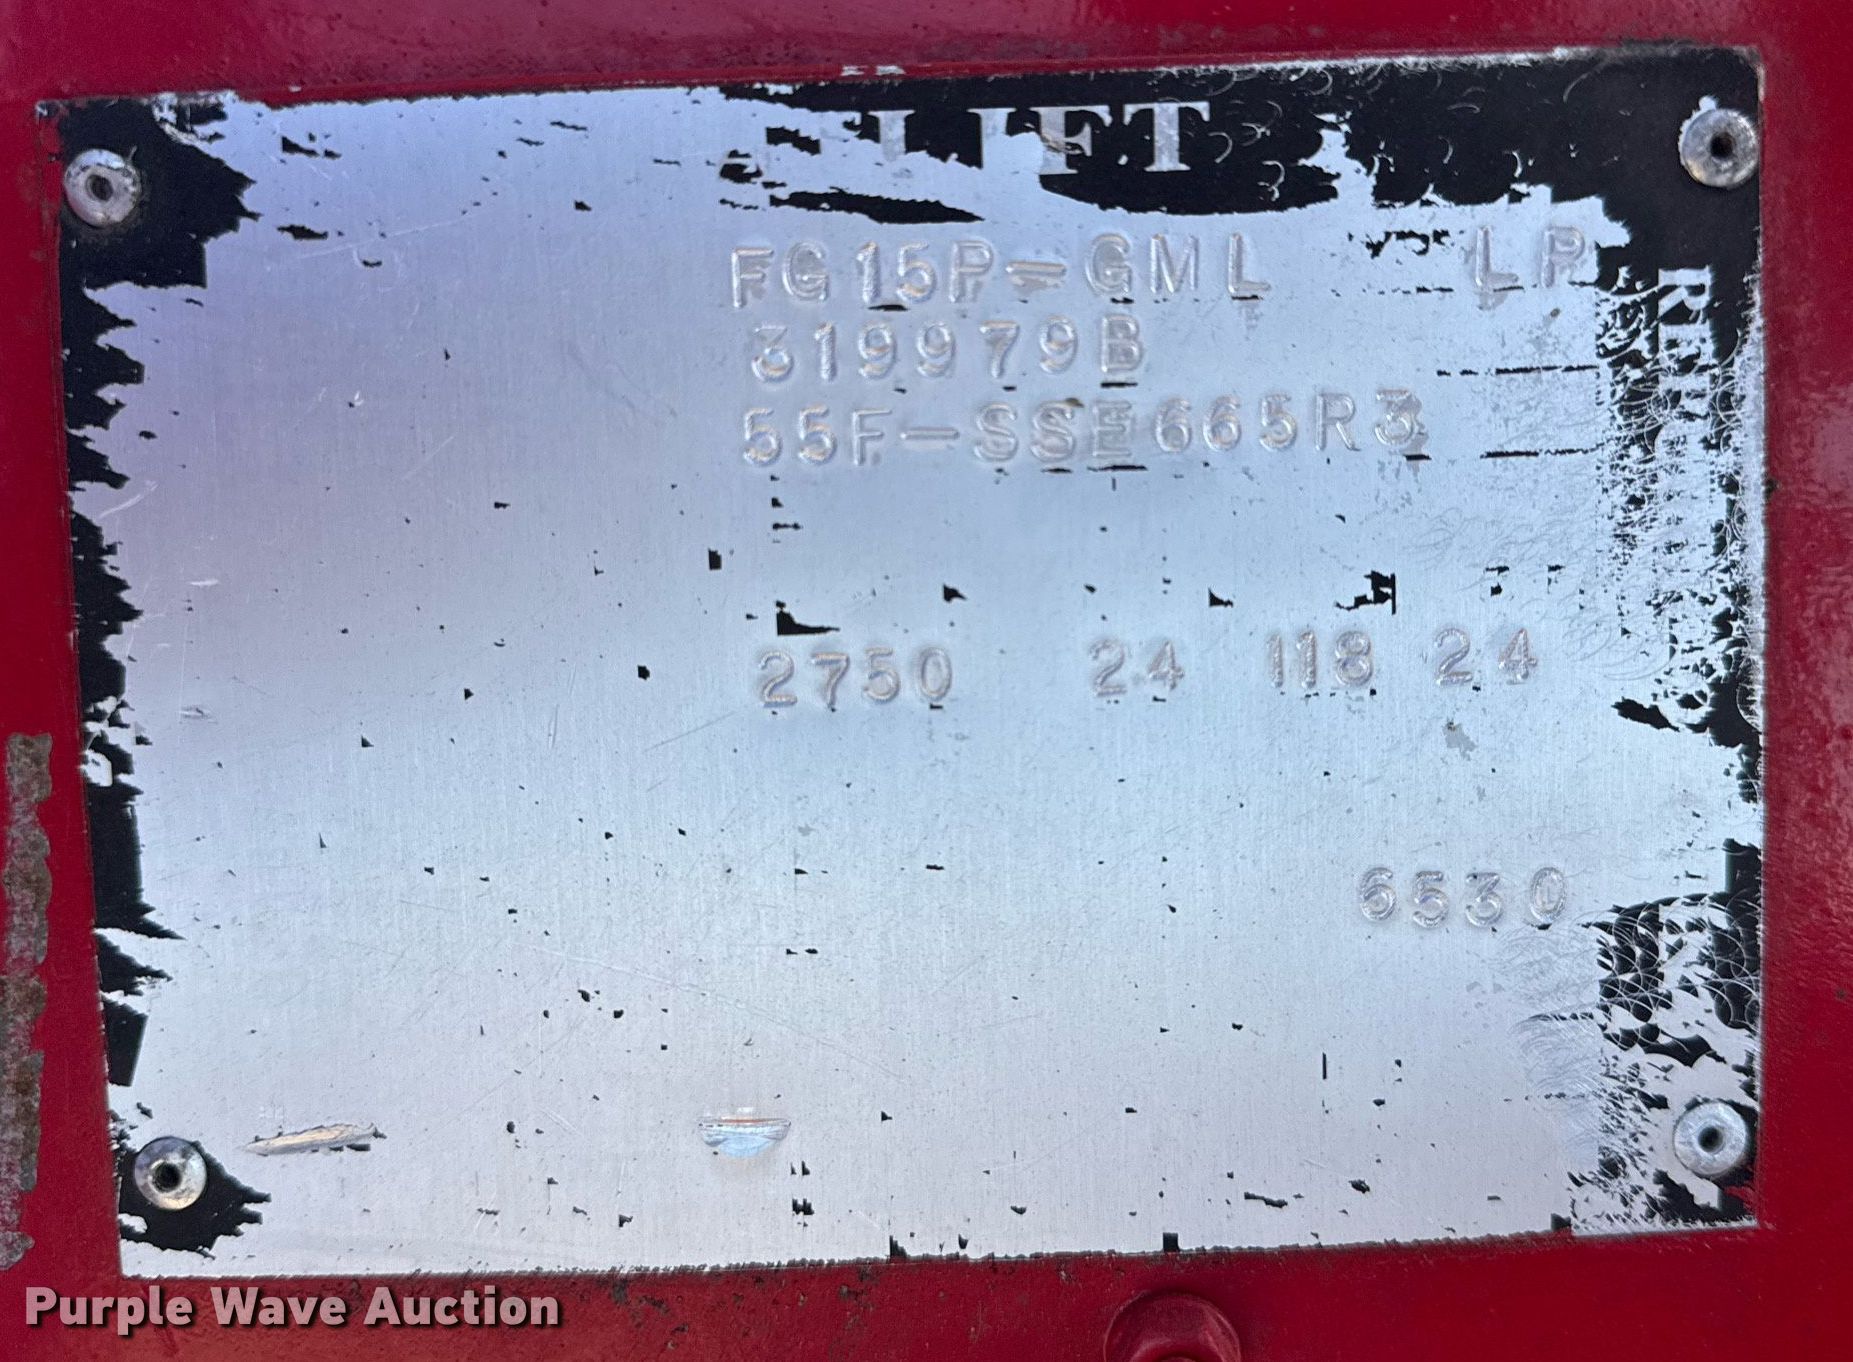 LIFT
FG15P-GML LP
319979B
55F-SSE665R3
2750 24 118 24
6530
Purple Wave Auction